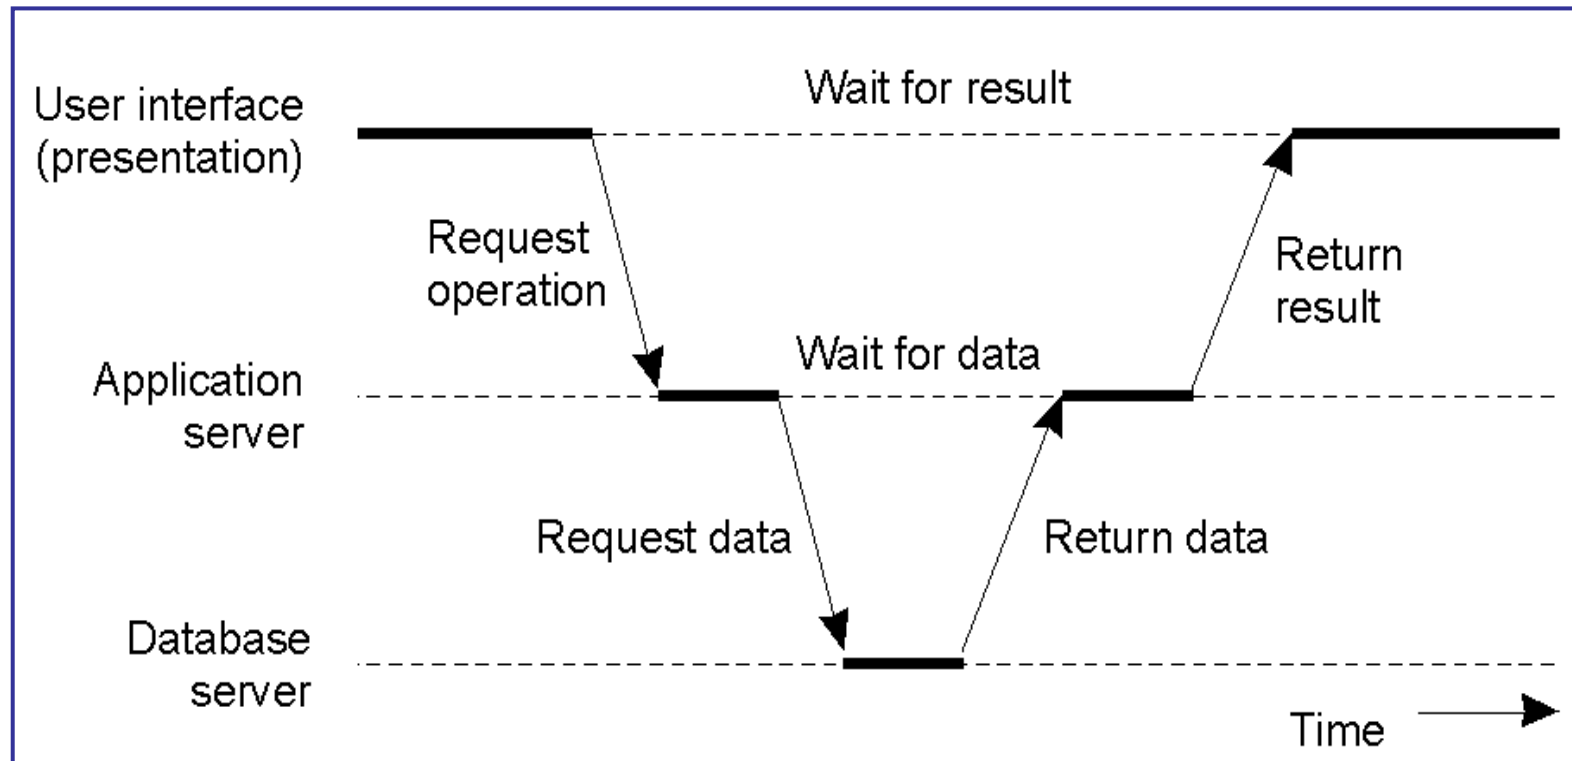 User interface
(presentation)
Wait for result
Request
operation
Return
result
Application
server
Wait for data
Request data
Return data
Database
server
Time